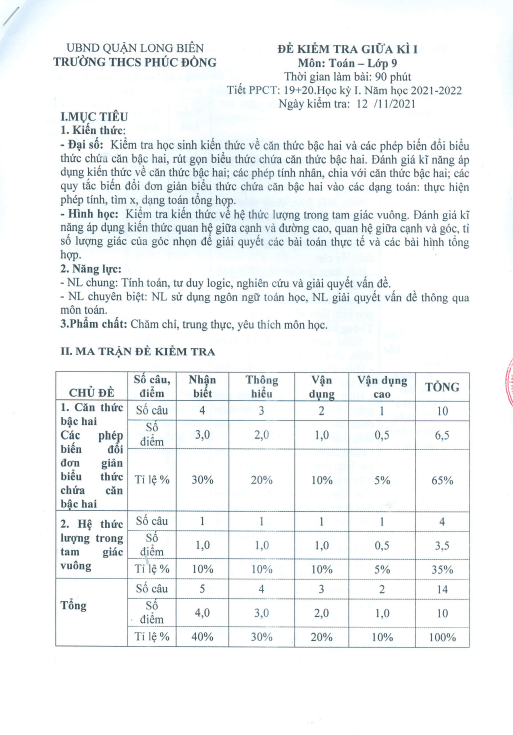 UBND QUẬN LONG BIÊN
TRƯỜNG THCS PHÚC ĐỒNG
ĐỀ KIỂM TRA GIỮA KÌ I
Môn: Toán – Lớp 9
Thời gian làm bài: 90 phút
Tiết PPCT: 19+20.Học kỳ I. Năm học 2021-2022
Ngày kiểm tra: 12 /11/2021
I.MỤC TIÊU
1. Kiến thức:
- Đại số: Kiểm tra học sinh kiến thức về căn thức bậc hai và các phép biến đổi biểu
thức chứa căn bậc hai, rút gọn biểu thức chứa căn thức bậc hai. Đánh giá kĩ năng áp
dụng kiến thức về căn thức bậc hai; các phép tính nhân, chia với căn thức bậc hai; các
quy tắc biến đổi đơn giản biểu thức chứa căn bậc hai vào các dạng toán: thực hiện
phép tính, tìm x, dạng toán tổng hợp.
- Hình học: Kiểm tra kiến thức về hệ thức lượng trong tam giác vuông. Đánh giá kĩ
năng áp dụng kiến thức quan hệ giữa cạnh và đường cao, quan hệ giữa cạnh và góc, tỉ
số lượng giác của góc nhọn để giải quyết các bài toán thực tế và các bài hình tổng
hợp.
2. Năng lực:
- NL chung: Tính toán, tư duy logic, nghiên cứu và giải quyết vấn đề.
- NL chuyên biệt: NL sử dụng ngôn ngữ toán học, NL giải quyết vấn đề thông qua
môn toán.
3.Phẩm chất: Chăm chỉ, trung thực, yêu thích môn học.
II. MA TRẬN ĐỀ KIỂM TRA
CHỦ ĐỀ Số câu, điểm Nhận biết Thông hiểu Vận dụng Vận dụng cao TỔNG
1. Căn thức bậc hai Các phép biến đổi đơn giản biểu thức chứa căn bậc hai
Số câu 4 3 2 1 10
Số điểm 3,0 2,0 1,0 0,5 6,5
Tỉ lệ % 30% 20% 10% 5% 65%
2. Hệ thức lượng trong tam giác vuông
Số câu 1 1 1 1 4
Số điểm 1,0 1,0 1,0 0,5 3,5
Tỉ lệ % 10% 10% 10% 5% 35%
Tổng
Số câu 5 4 3 2 14
Số điểm 4,0 3,0 2,0 1,0 10
Tỉ lệ % 40% 30% 20% 10% 100%